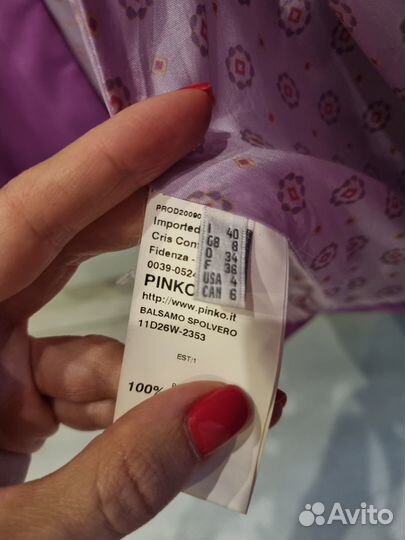 PROD20090
Imported
Cris Con
Fidenza -
0039-0524
PINKO
http://www.pinko.it
BALSAMO SPOLVERO
11D26W-2353
EST/1
100%
I 40
GB 8
D 34
F 36
USA 4
CAN 6
Avito